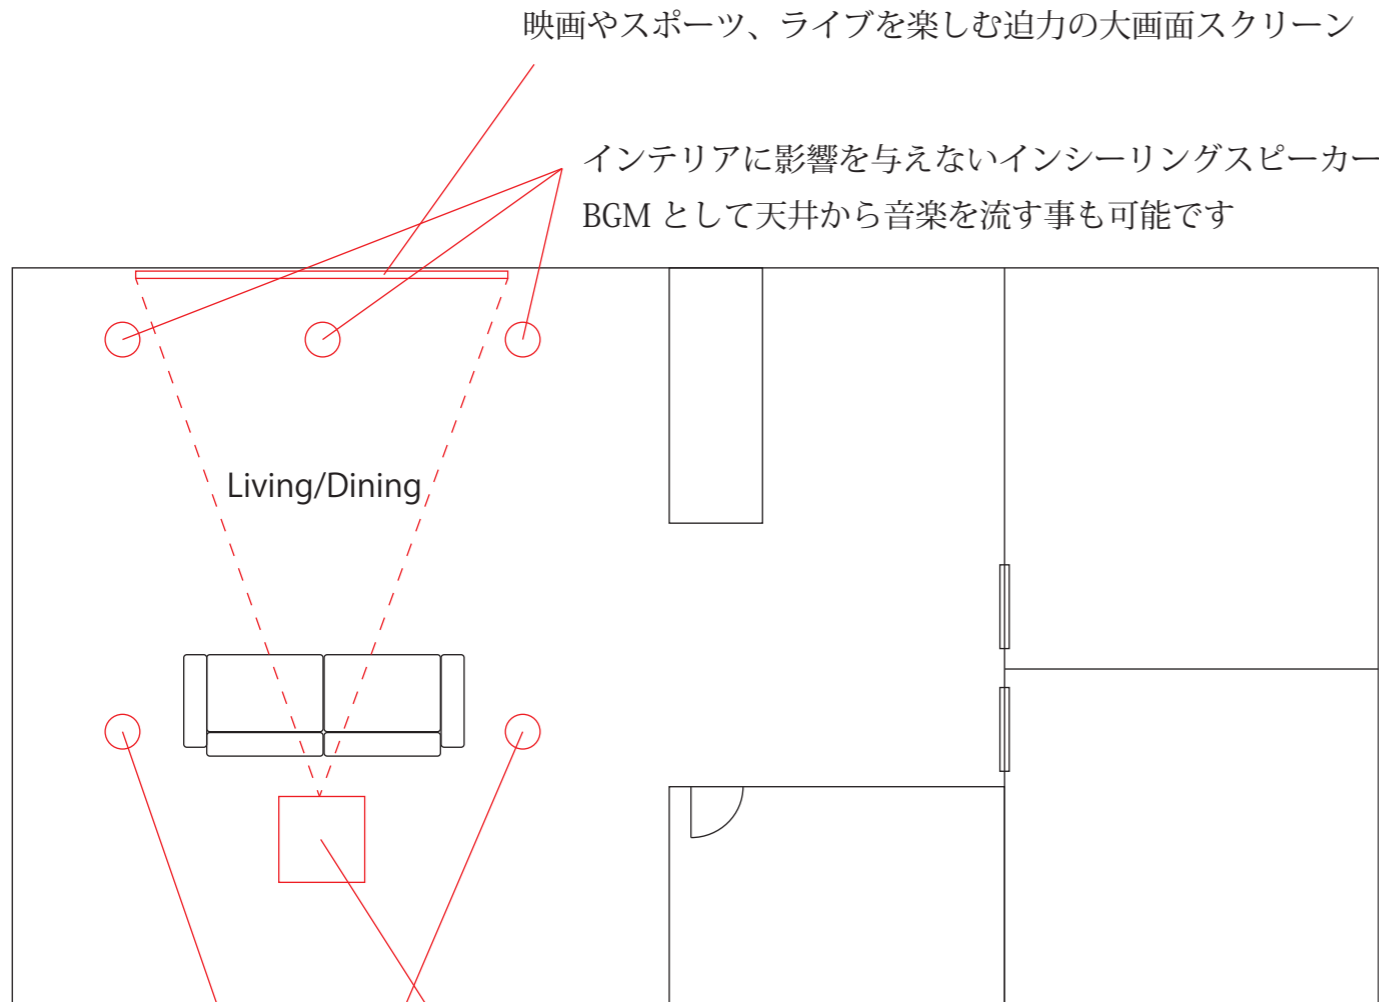 映画やスポーツ、ライブを楽しむ迫力の大画面スクリーン
インテリアに影響を与えないインシーリングスピーカー
BGM として天井から音楽を流す事も可能です
Living/Dining